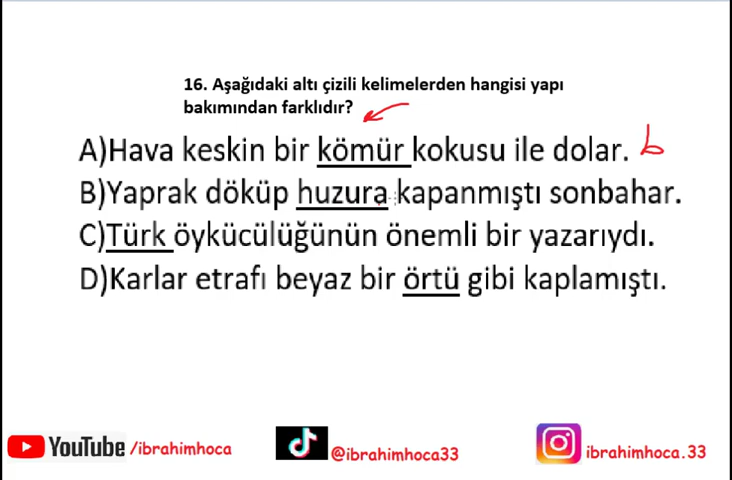 16. Aşağıdaki altı çizili kelimelerden hangisi yapı
bakımından farklıdır?
A)Hava keskin bir kömür kokusu ile dolar. b
B)Yaprak döküp huzura kapanmıştı sonbahar.
C)Türk öykücülüğünün önemli bir yazarıydı.
D)Karlar etrafı beyaz bir örtü gibi kaplamıştı.
YouTube /ibrahimhoca
@ibrahimhoca33
ibrahimhoca.33